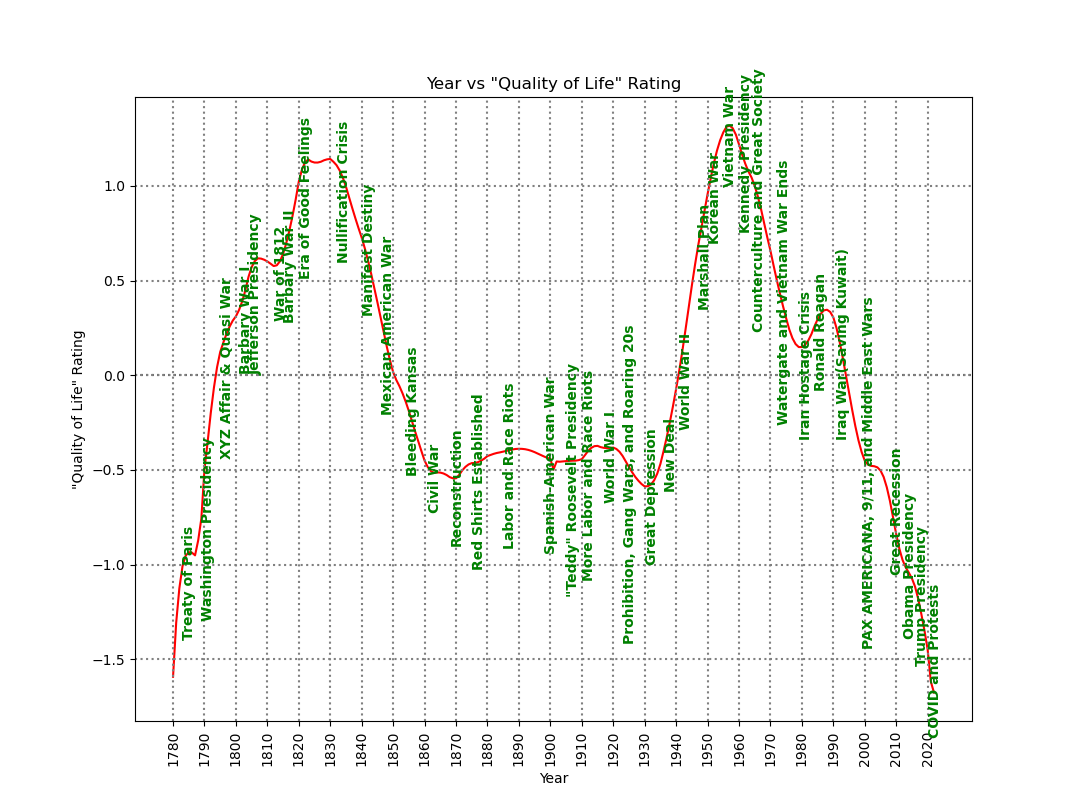 Year vs "Quality of Life" Rating
"Quality of Life" Rating
1.0
0.5
0.0
−0.5
−1.0
−1.5
Treaty of Paris
Washington Presidency
XYZ Affair & Quasi War
Barbary War I
Jefferson Presidency
War of 1812
Barbary War II
Era of Good Feelings
Nullification Crisis
Manifest Destiny
Mexican American War
Bleeding Kansas
Civil War
Reconstruction
Red Shirts Established
Labor and Race Riots
Spanish-American War
"Teddy" Roosevelt Presidency
More Labor and Race Riots
World War I
Prohibition, Gang Wars, and Roaring 20s
Great Depression
New Deal
World War II
Marshall Plan
Korean War
Vietnam War
Kennedy Presidency
Counterculture and Great Society
Watergate and Vietnam War Ends
Iran Hostage Crisis
Ronald Reagan
Iraq War(Saving Kuwait)
PAX AMERICANA, 9/11, and Middle East Wars
Great Recession
Obama Presidency
Trump Presidency
COVID and Protests
1780
1790
1800
1810
1820
1830
1840
1850
1860
1870
1880
1890
1900
1910
1920
1930
1940
1950
1960
1970
1980
1990
2000
2010
2020
Year